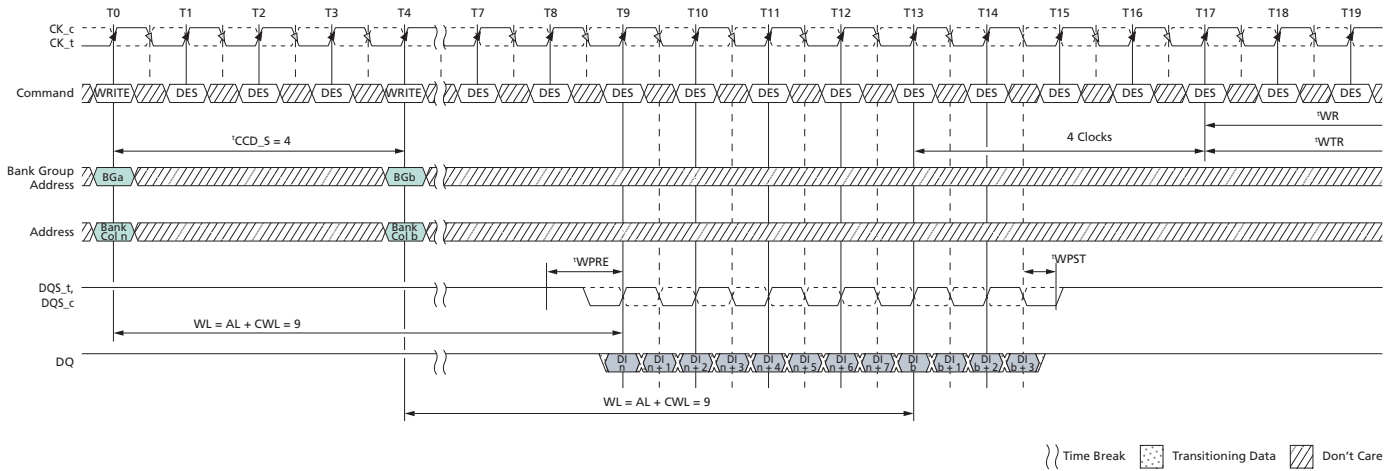 T0 T1 T2 T3 T4 T7 T8 T9 T10 T11 T12 T13 T14 T15 T16 T17 T18 T19
CK_c
CK_t
Command WRITE DES DES DES WRITE DES DES DES DES DES DES DES DES DES DES DES DES DES
tWR
tCCD_S = 4
4 Clocks
tWTR
Bank Group
Address
BGa BGb
Address
Bank
Col n
Bank
Col b
tWPRE
tWPST
DQS_t,
DQS_c
WL = AL + CWL = 9
DQ
DI
n
DI
n + 1
DI
n + 2
DI
n + 3
DI
n + 4
DI
n + 5
DI
n + 6
DI
n + 7
DI
b
DI
b + 1
DI
b + 2
DI
b + 3
WL = AL + CWL = 9
Time Break Transitioning Data Don't Care